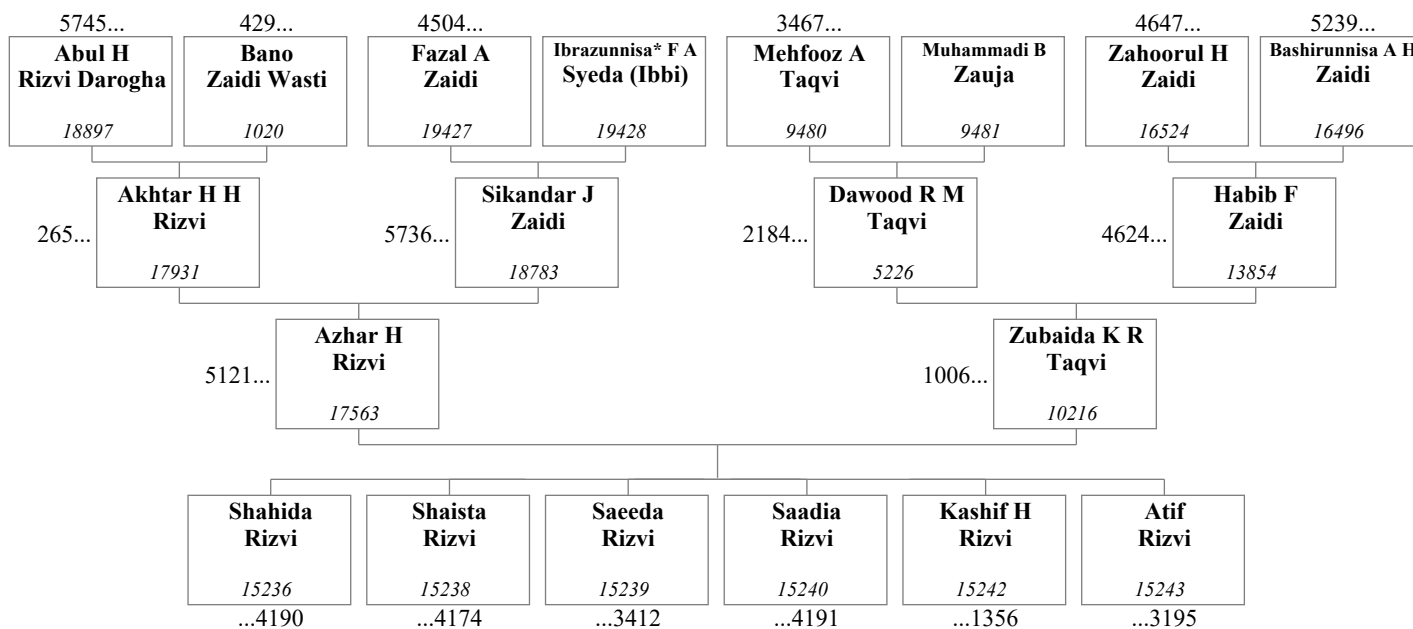 5745... 429... 4504... 3467... 4647... 5239...
Abul H
Rizvi Darogha
18897
Bano
Zaidi Wasti
1020
Fazal A
Zaidi
19427
Ibrazunnisa* F A
Syeda (Ibbi)
19428
Mehfooz A
Taqvi
9480
Muhammadi B
Zauja
9481
Zahoorul H
Zaidi
16524
Bashirunnisa A H
Zaidi
16496
265...
Akhtar H H
Rizvi
17931
5736...
Sikandar J
Zaidi
18783
2184...
Dawood R M
Taqvi
5226
4624...
Habib F
Zaidi
13854
5121...
Azhar H
Rizvi
17563
1006...
Zubaida K R
Taqvi
10216
Shahida
Rizvi
15236
...4190
Shaista
Rizvi
15238
...4174
Saeeda
Rizvi
15239
...3412
Saadia
Rizvi
15240
...4191
Kashif H
Rizvi
15242
...1356
Atif
Rizvi
15243
...3195